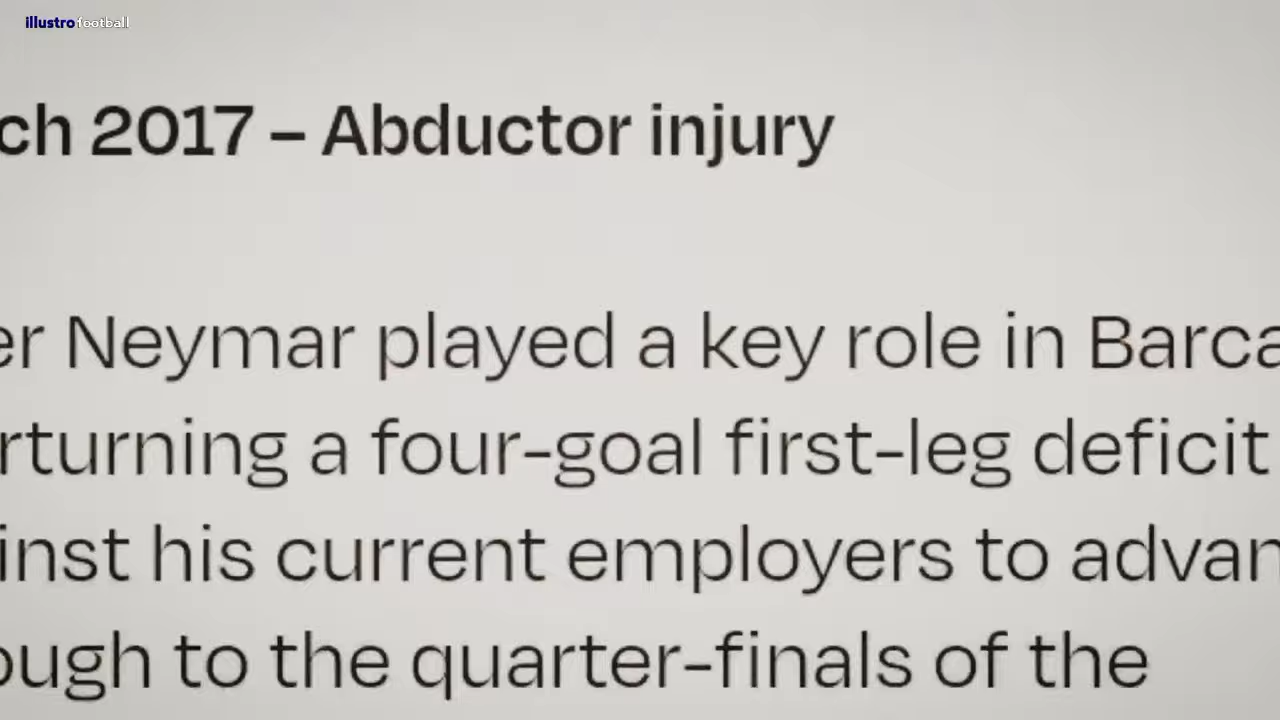 illustrofootball
ch 2017 – Abductor injury
er Neymar played a key role in Barca
rturning a four-goal first-leg deficit
inst his current employers to advan
ough to the quarter-finals of the